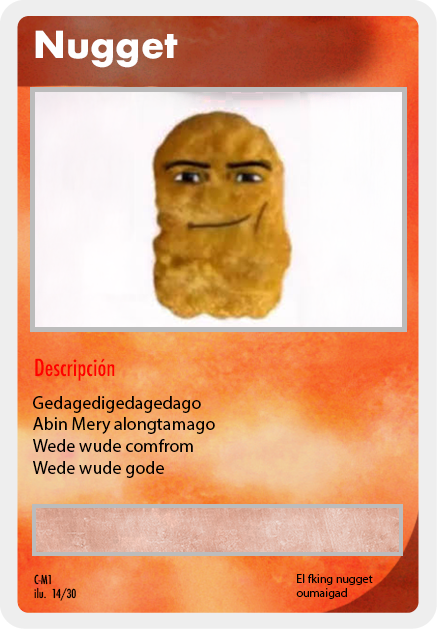 Nugget
Descripción
Gedagedigedagedago
Abin Mery alongtamago
Wede wude comfrom
Wede wude gode
C-M1
ilu. 14/30
El fking nugget
oumaigad